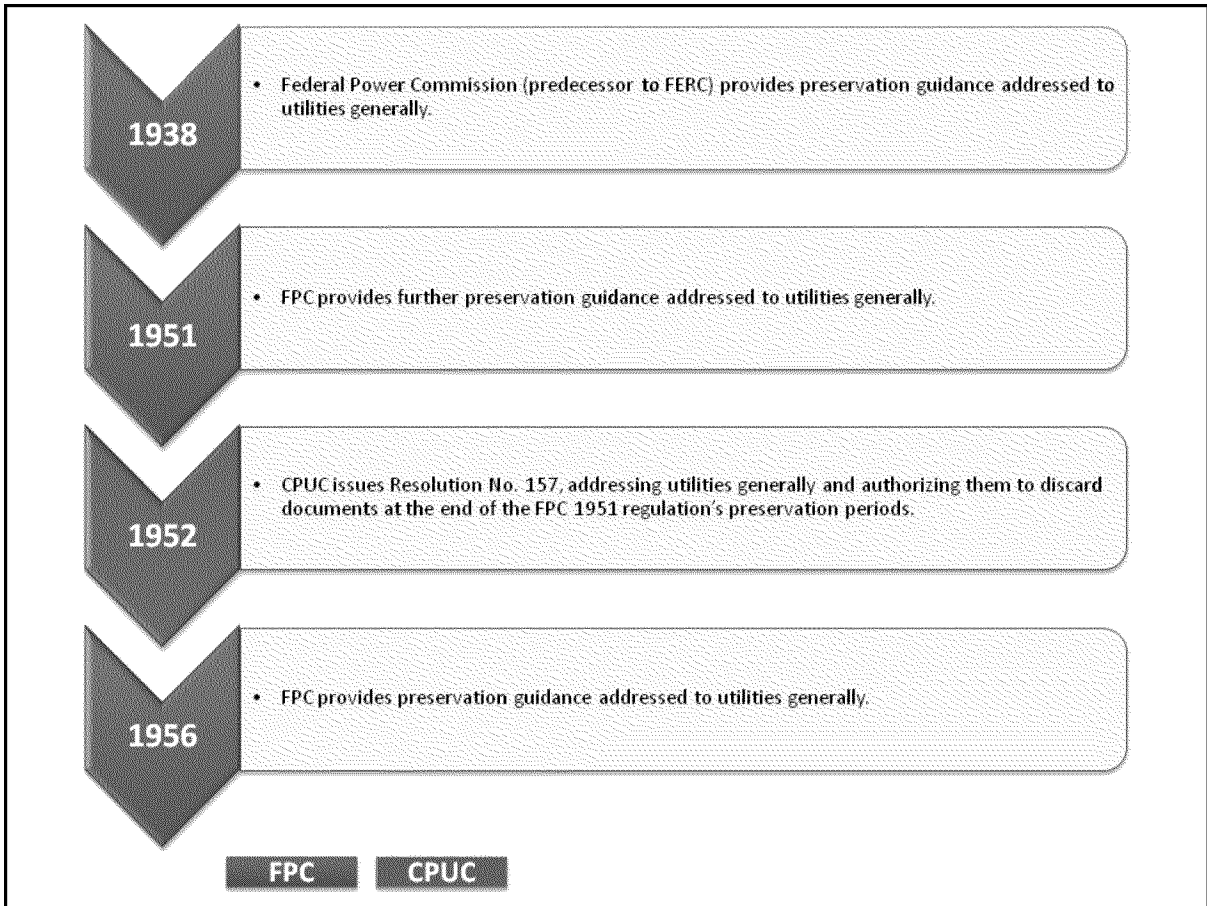 1938
• Federal Power Commission (predecessor to FERC) provides preservation guidance addressed to
utilities generally.
1951
• FPC provides further preservation guidance addressed to utilities generally.
1952
• CPUC issues Resolution No. 157, addressing utilities generally and authorizing them to discard
documents at the end of the FPC 1951 regulation's preservation periods.
1956
• FPC provides preservation guidance addressed to utilities generally.
FPC CPUC